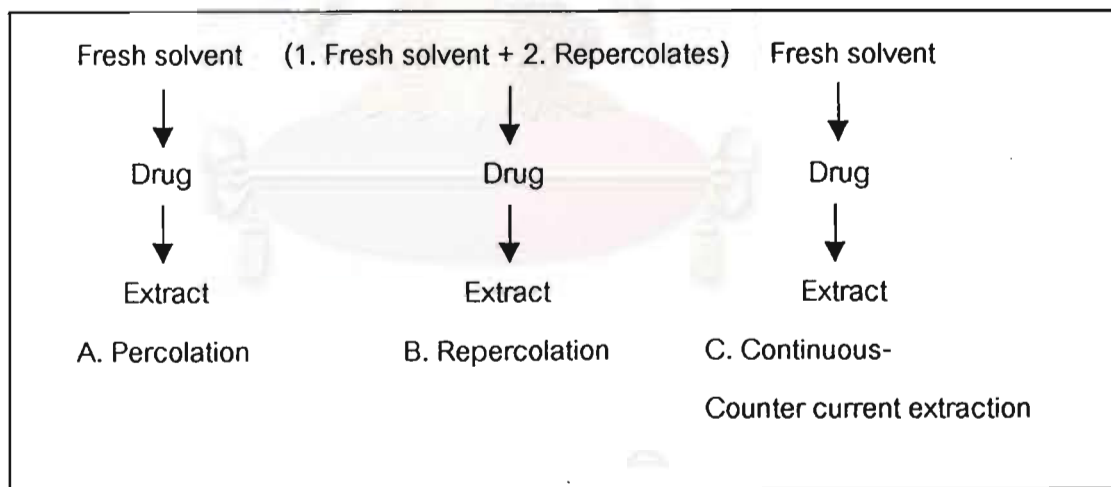 Fresh solvent (1. Fresh solvent + 2. Repercolates) Fresh solvent
Drug Drug Drug
Extract Extract Extract
A. Percolation B. Repercolation C. Continuous-
Counter current extraction